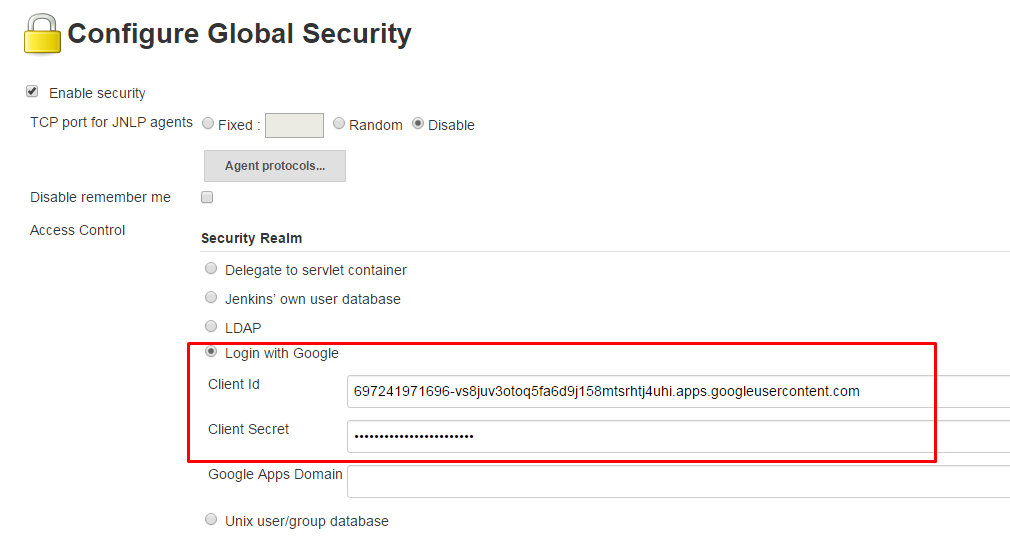 Configure Global Security
Enable security
TCP port for JNLP agents Fixed : Random Disable
Agent protocols...
Disable remember me
Access Control
Security Realm
Delegate to servlet container
Jenkins' own user database
LDAP
Login with Google
Client Id 697241971696-vs8juv3otoq5fa6d9j158mtsrhtj4uhi.apps.googleusercontent.com
Client Secret ••••••••••••••••••••••••
Google Apps Domain
Unix user/group database